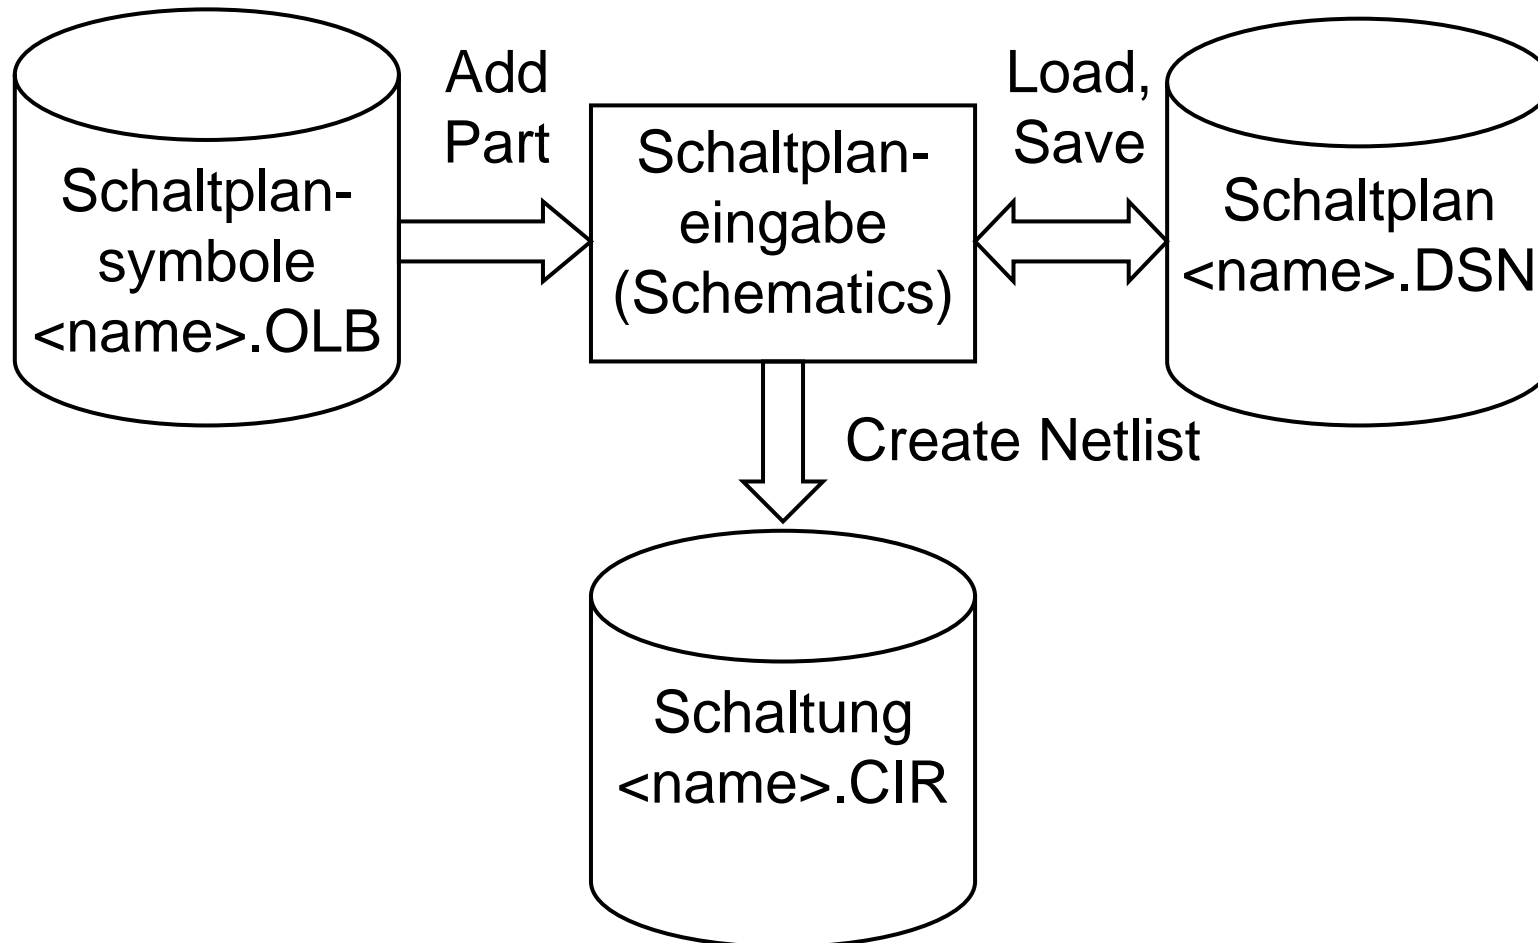 Schaltplan-
symbole
<name>.OLB
Add
Part
Schaltplan-
eingabe
(Schematics)
Load,
Save
Schaltplan
<name>.DSN
Create Netlist
Schaltung
<name>.CIR